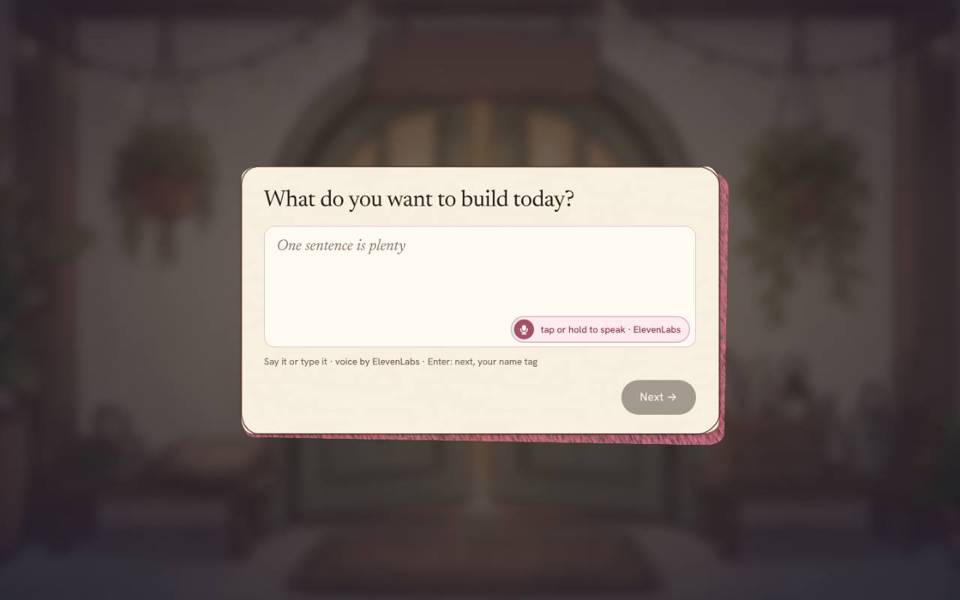 What do you want to build today?
One sentence is plenty
tap or hold to speak · ElevenLabs
Say it or type it · voice by ElevenLabs · Enter: next, your name tag
Next →